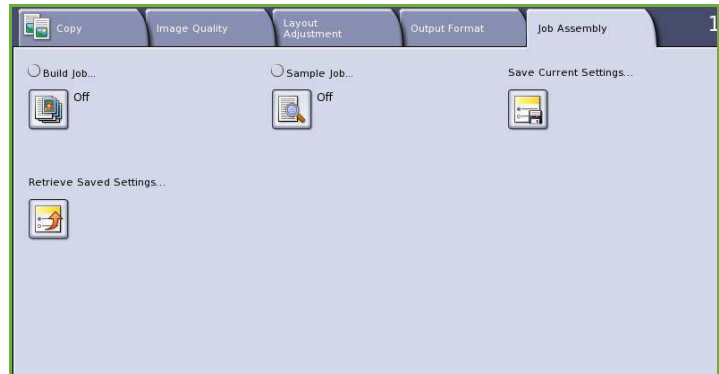 Copy
Image Quality
Layout
Adjustment
Output Format
Job Assembly
1
Build Job...
Off
Sample Job...
Off
Save Current Settings...
Retrieve Saved Settings...